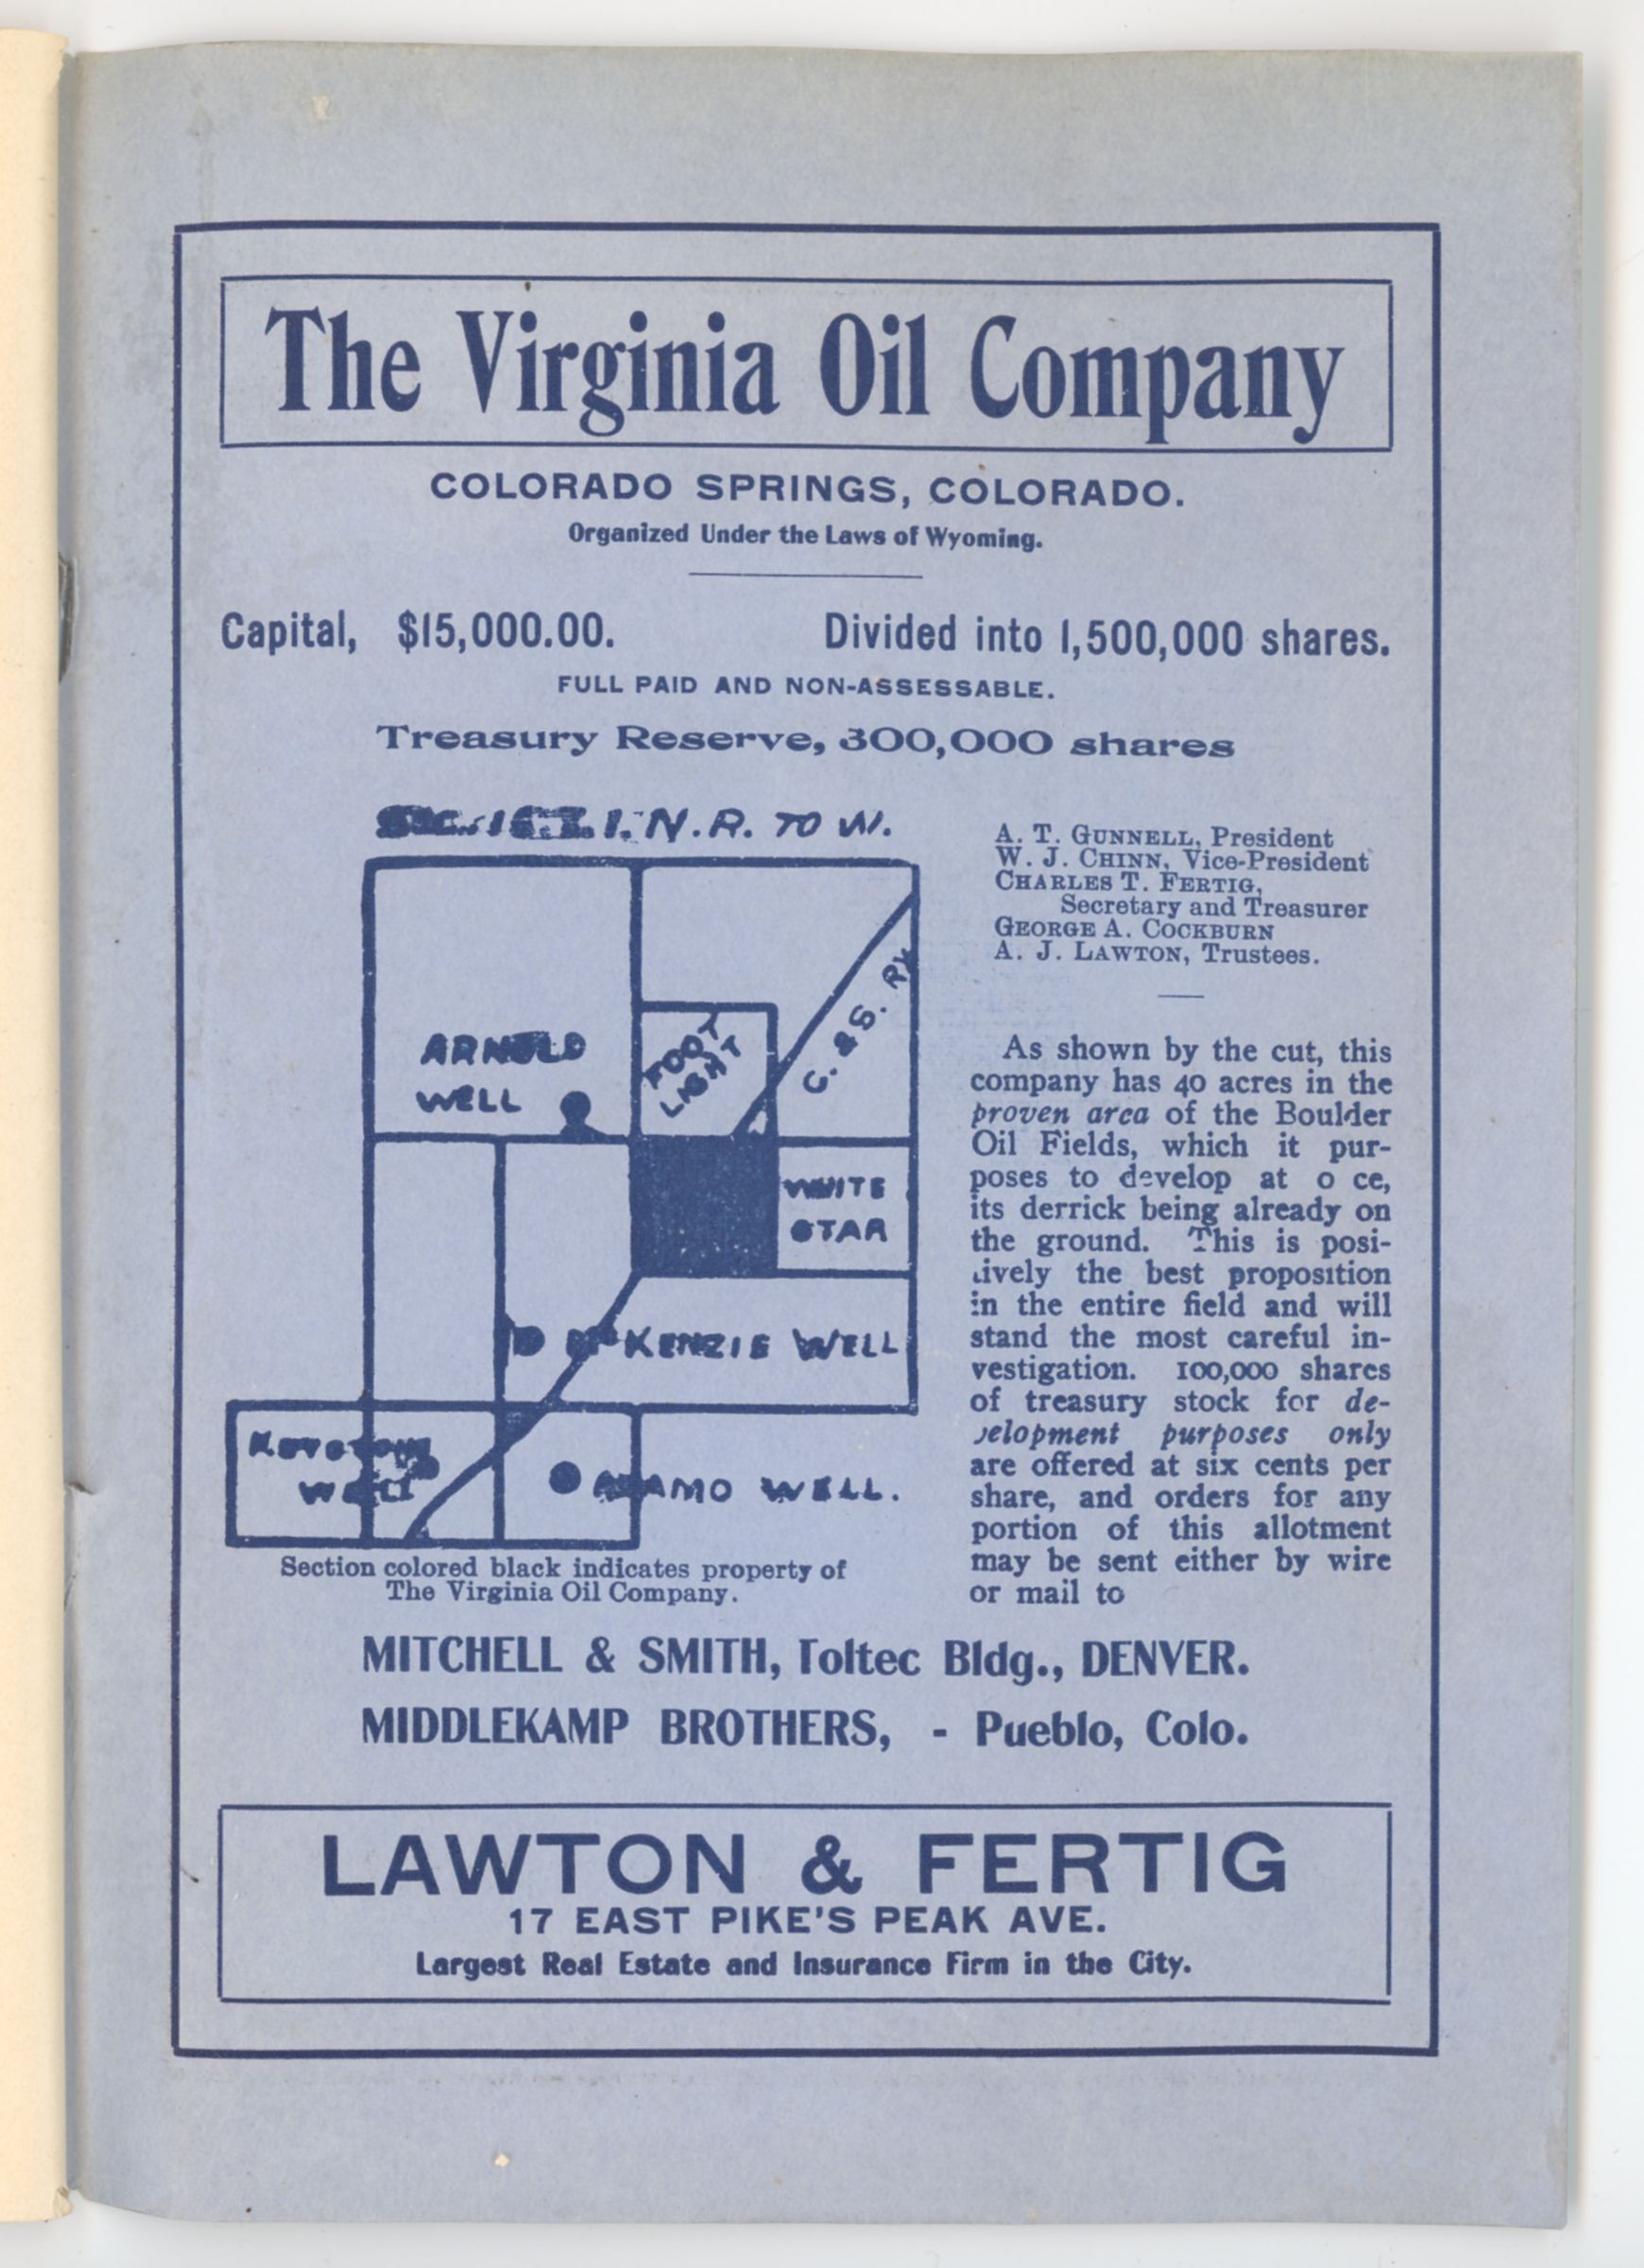 The Virginia Oil Company
COLORADO SPRINGS, COLORADO.
Organized Under the Laws of Wyoming.
Capital, $15,000.00. Divided into 1,500,000 shares.
FULL PAID AND NON-ASSESSABLE.
Treasury Reserve, 300,000 shares
1. N. R. 70 W.
ARNOLD
WELL
FOOT
LIGHT
C. & S. RY
WHITE
STAR
McKENZIE WELL
KEYSTONE
WELL
ALAMO WELL.
Section colored black indicates property of
The Virginia Oil Company.
A. T. GUNNELL, President
W. J. CHINN, Vice-President
CHARLES T. FERTIG,
Secretary and Treasurer
GEORGE A. COCKBURN
A. J. LAWTON, Trustees.
As shown by the cut, this
company has 40 acres in the
proven area of the Boulder
Oil Fields, which it pur-
poses to develop at o ce,
its derrick being already on
the ground. This is posi-
tively the best proposition
in the entire field and will
stand the most careful in-
vestigation. 100,000 shares
of treasury stock for de-
velopment purposes only
are offered at six cents per
share, and orders for any
portion of this allotment
may be sent either by wire
or mail to
MITCHELL & SMITH, Toltec Bldg., DENVER.
MIDDLEKAMP BROTHERS, - Pueblo, Colo.
LAWTON & FERTIG
17 EAST PIKE'S PEAK AVE.
Largest Real Estate and Insurance Firm in the City.